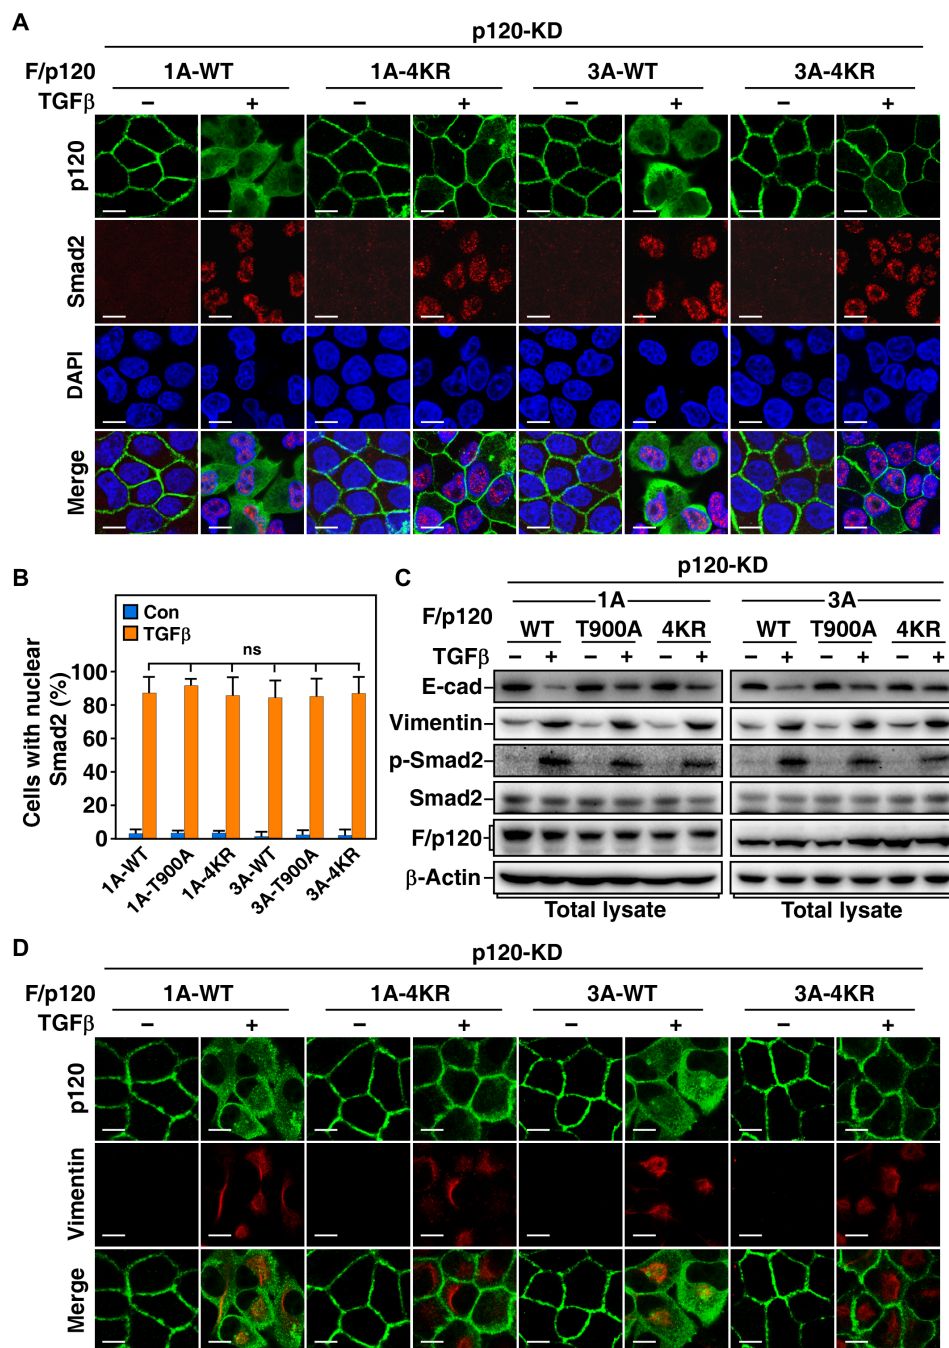 A
p120-KD
F/p120 1A-WT 1A-4KR 3A-WT 3A-4KR
TGFβ − + − + − + − +
p120
Smad2
DAPI
Merge
B
Con
TGFβ
ns
Cells with nuclear
Smad2 (%)
100
80
60
40
20
0
1A-WT
1A-T900A
1A-4KR
3A-WT
3A-T900A
3A-4KR
C
p120-KD
F/p120 1A 3A
WT T900A 4KR WT T900A 4KR
TGFβ − + − + − + − + − + − +
E-cad
Vimentin
p-Smad2
Smad2
F/p120
β-Actin
Total lysate Total lysate
D
p120-KD
F/p120 1A-WT 1A-4KR 3A-WT 3A-4KR
TGFβ − + − + − + − +
p120
Vimentin
Merge